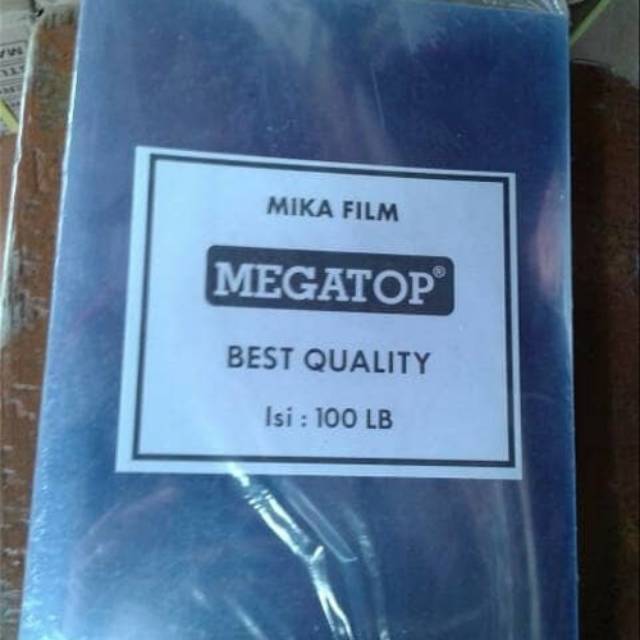 MIKA FILM
MEGATOP®
BEST QUALITY
Isi : 100 LB